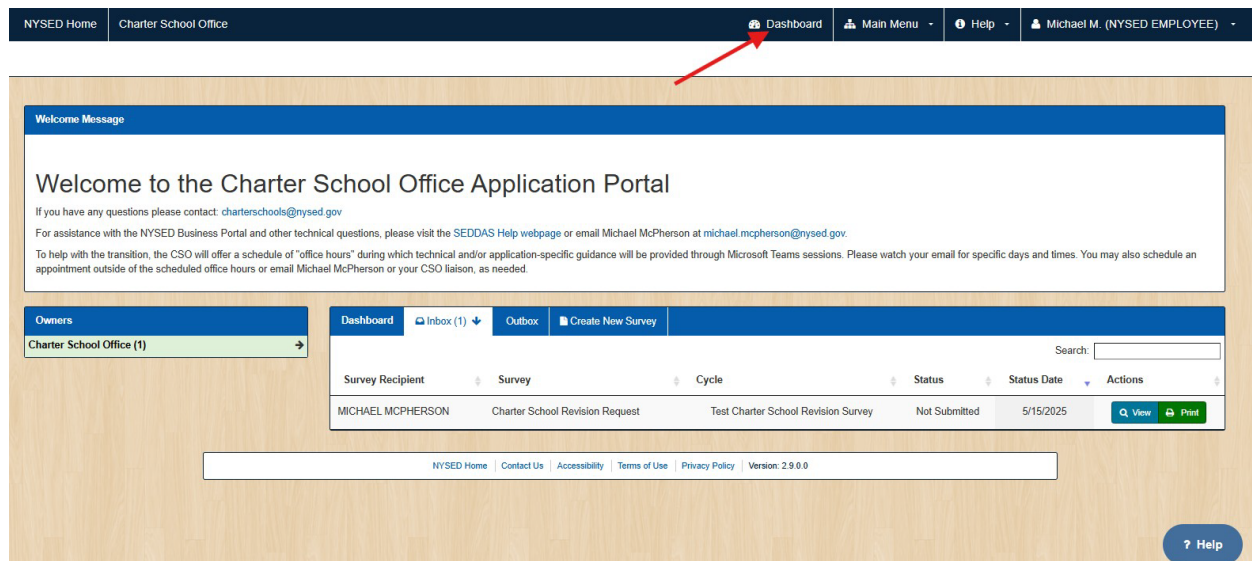 NYSED Home Charter School Office Dashboard Main Menu Help Michael M. (NYSED EMPLOYEE)
Welcome Message
Welcome to the Charter School Office Application Portal
If you have any questions please contact: charterschools@nysed.gov
For assistance with the NYSED Business Portal and other technical questions, please visit the SEDDAS Help webpage or email Michael McPherson at michael.mcpherson@nysed.gov.
To help with the transition, the CSO will offer a schedule of "office hours" during which technical and/or application-specific guidance will be provided through Microsoft Teams sessions. Please watch your email for specific days and times. You may also schedule an
appointment outside of the scheduled office hours or email Michael McPherson or your CSO liaison, as needed.
Owners
Charter School Office (1)
Dashboard Inbox (1) Outbox Create New Survey
Search:
Survey Recipient Survey Cycle Status Status Date Actions
MICHAEL MCPHERSON Charter School Revision Request Test Charter School Revision Survey Not Submitted 5/15/2025 View Print
NYSED Home Contact Us Accessibility Terms of Use Privacy Policy Version: 2.9.0.0
? Help